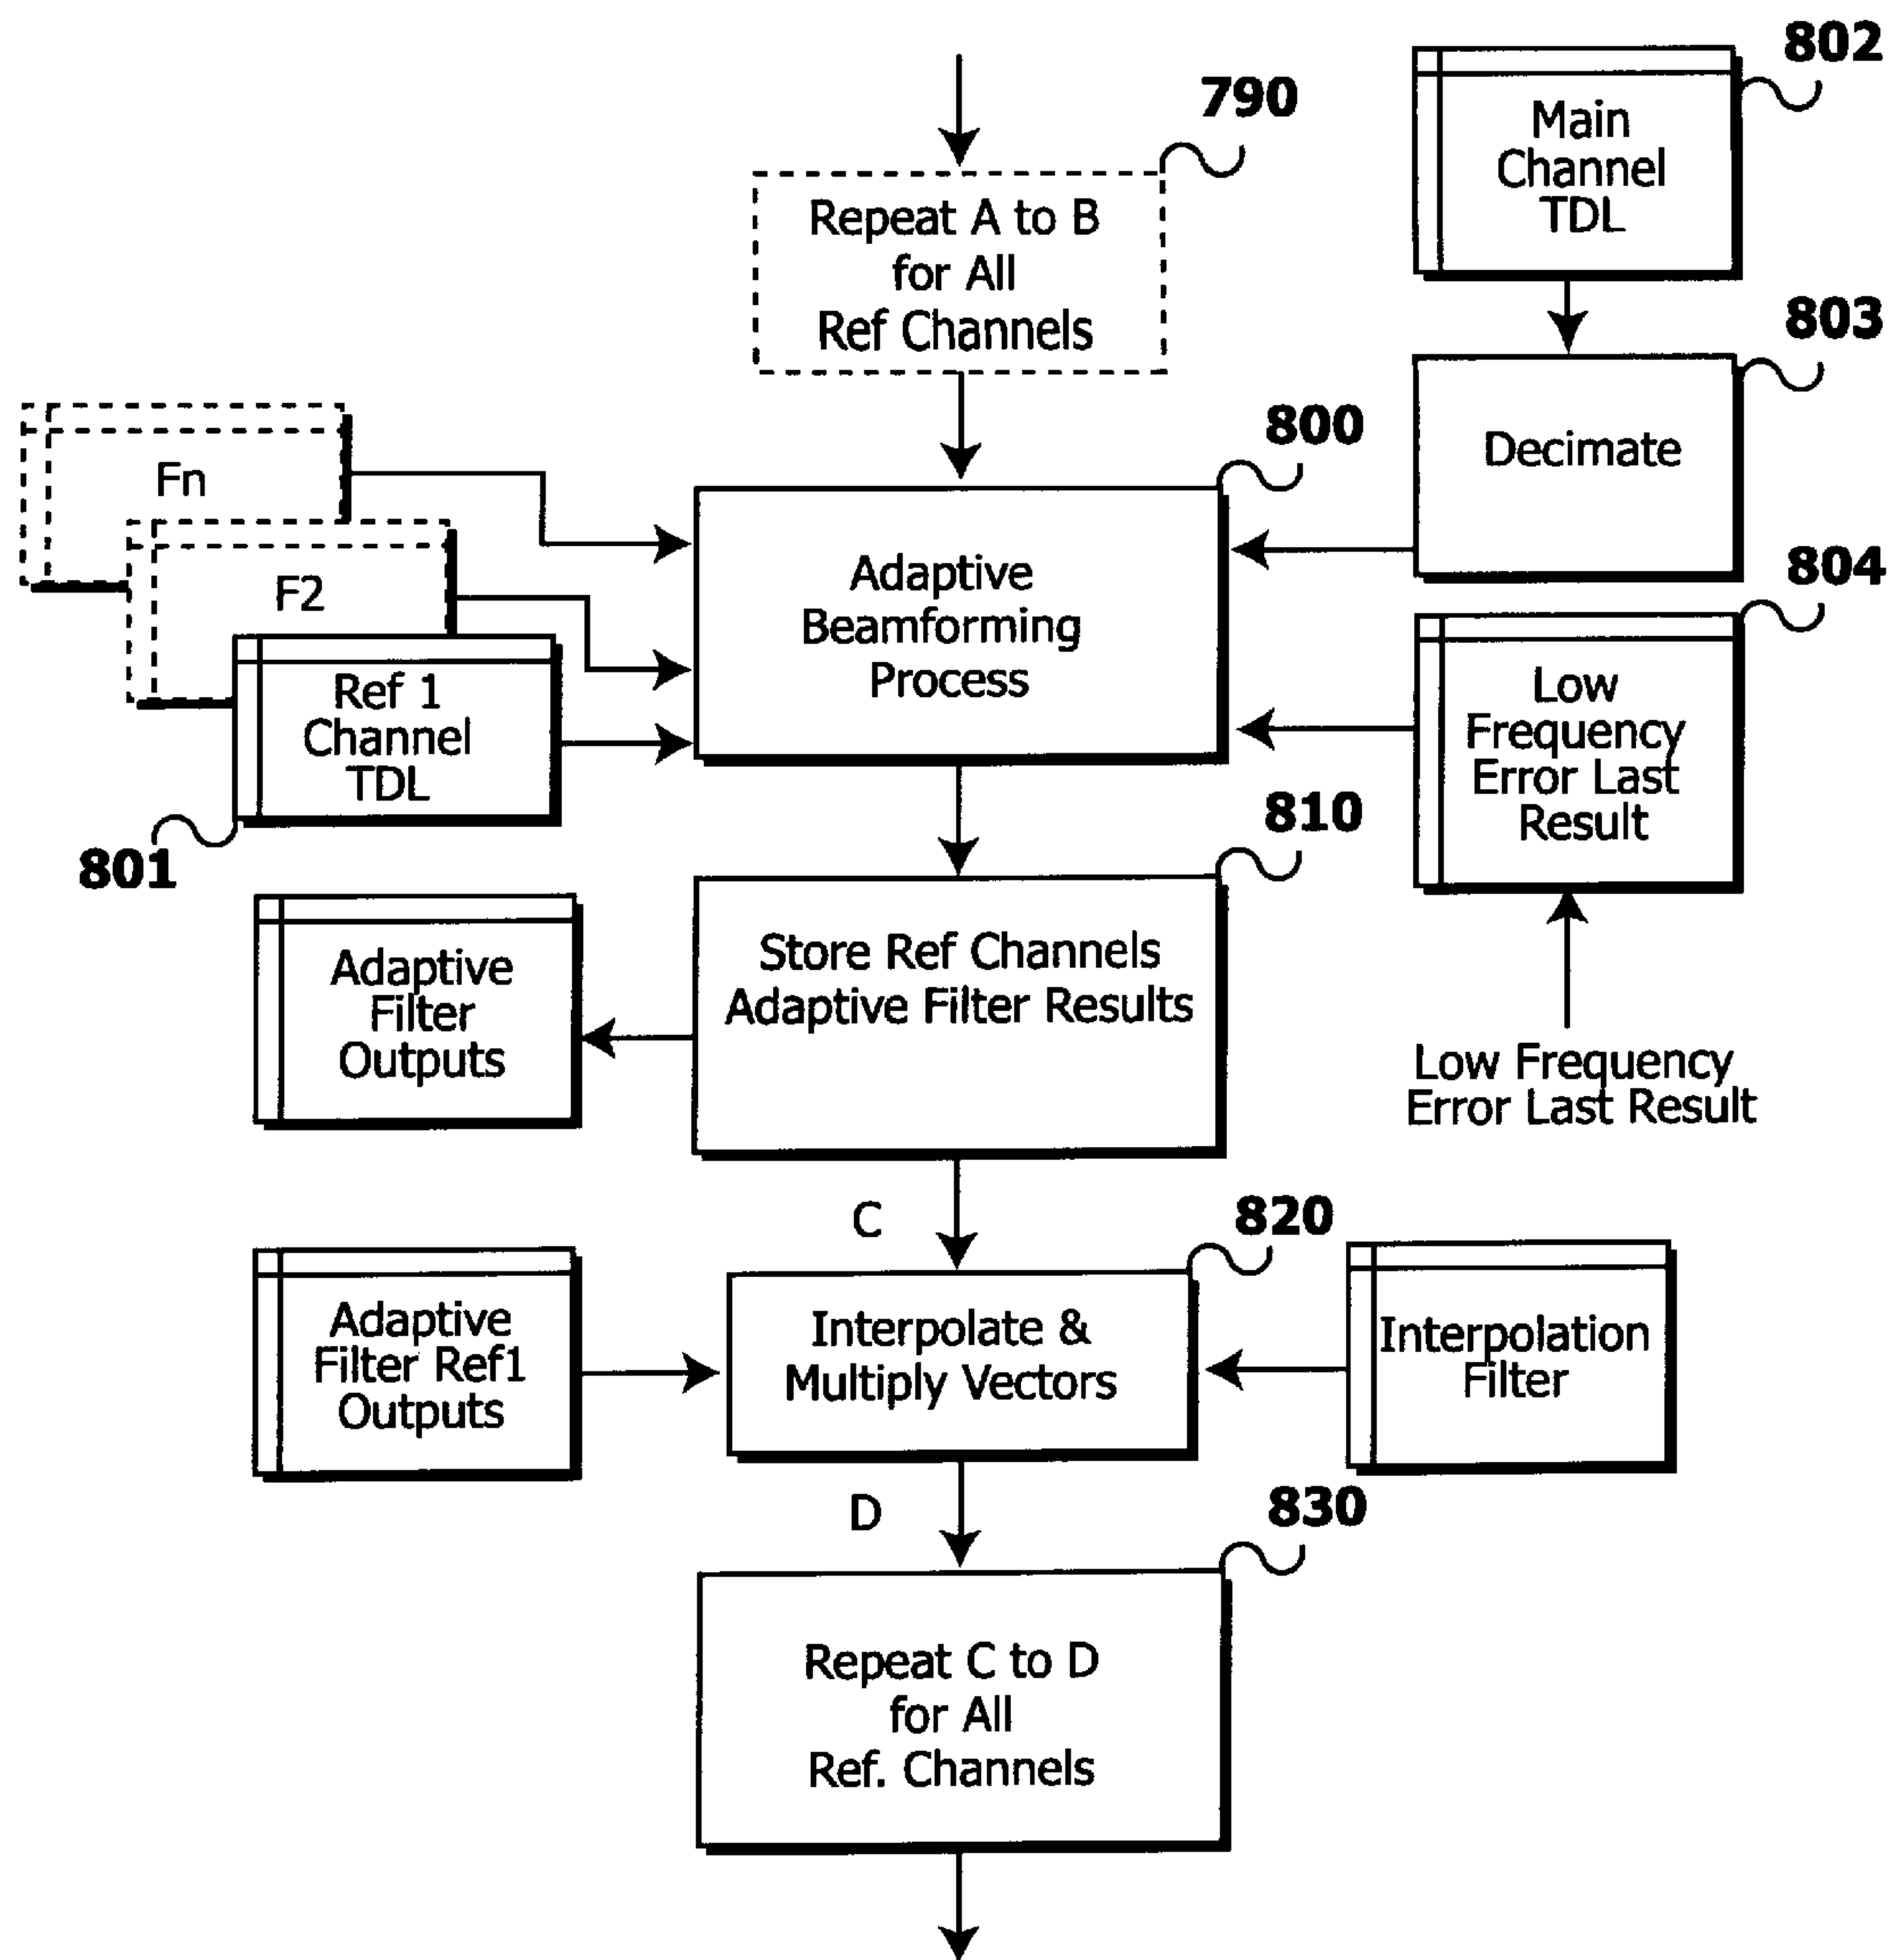 802
790
Main
Channel
TDL
Repeat A to B
for All
Ref Channels
803
Decimate
800
Fn
F2
Ref 1
Channel
TDL
801
Adaptive
Beamforming
Process
804
Low
Frequency
Error Last
Result
Low Frequency
Error Last Result
810
Store Ref Channels
Adaptive Filter Results
Adaptive
Filter
Outputs
C
820
Adaptive
Filter Ref1
Outputs
Interpolate &
Multiply Vectors
Interpolation
Filter
D
830
Repeat C to D
for All
Ref. Channels